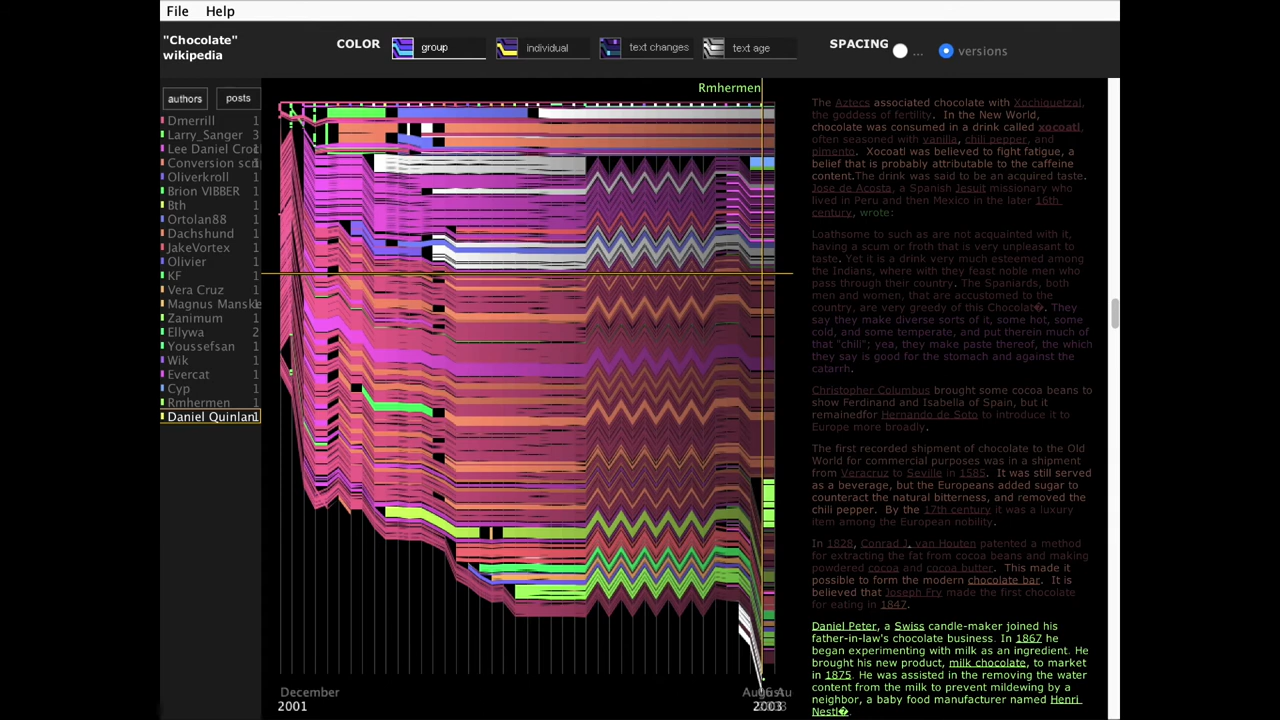 File Help
"Chocolate"
wikipedia
COLOR group individual text changes text age SPACING ... versions
authors posts
Rmhermen
Dmerrill 1
Larry_Sanger 3
Lee Daniel Croc 1
Conversion scri 1
Oliverkroll 1
Brion VIBBER 1
Bth 1
Ortolan88 1
Dachshund 1
JakeVortex 1
Olivier 1
KF 1
Vera Cruz 1
Magnus Manske 1
Zanimum 1
Ellywa 2
Youssefsan 1
Wik 1
Evercat 1
Cyp 1
Rmhermen 1
Daniel Quinlan 1
December
2001
2003
The Aztecs associated chocolate with Xochiquetzal,
the goddess of fertility. In the New World,
chocolate was consumed in a drink called xocoatl,
often seasoned with vanilla, chili pepper, and
pimento. Xocoatl was believed to fight fatigue, a
belief that is probably attributable to the caffeine
content.The drink was said to be an acquired taste.
Jose de Acosta, a Spanish Jesuit missionary who
lived in Peru and then Mexico in the later 16th
century, wrote:
Loathsome to such as are not acquainted with it,
having a scum or froth that is very unpleasant to
taste. Yet it is a drink very much esteemed among
the Indians, where with they feast noble men who
pass through their country. The Spaniards, both
men and women, that are accustomed to the
country, are very greedy of this Chocolat�. They
say they make diverse sorts of it, some hot, some
cold, and some temperate, and put therein much of
that "chili"; yea, they make paste thereof, the which
they say is good for the stomach and against the
catarrh.
Christopher Columbus brought some cocoa beans to
show Ferdinand and Isabella of Spain, but it
remainedfor Hernando de Soto to introduce it to
Europe more broadly.
The first recorded shipment of chocolate to the Old
World for commercial purposes was in a shipment
from Veracruz to Seville in 1585. It was still served
as a beverage, but the Europeans added sugar to
counteract the natural bitterness, and removed the
chili pepper. By the 17th century it was a luxury
item among the European nobility.
In 1828, Conrad J. van Houten patented a method
for extracting the fat from cocoa beans and making
powdered cocoa and cocoa butter. This made it
possible to form the modern chocolate bar. It is
believed that Joseph Fry made the first chocolate
for eating in 1847.
Daniel Peter, a Swiss candle-maker joined his
father-in-law's chocolate business. In 1867 he
began experimenting with milk as an ingredient. He
brought his new product, milk chocolate, to market
in 1875. He was assisted in the removing the water
content from the milk to prevent mildewing by a
neighbor, a baby food manufacturer named Henri
Nestl�.